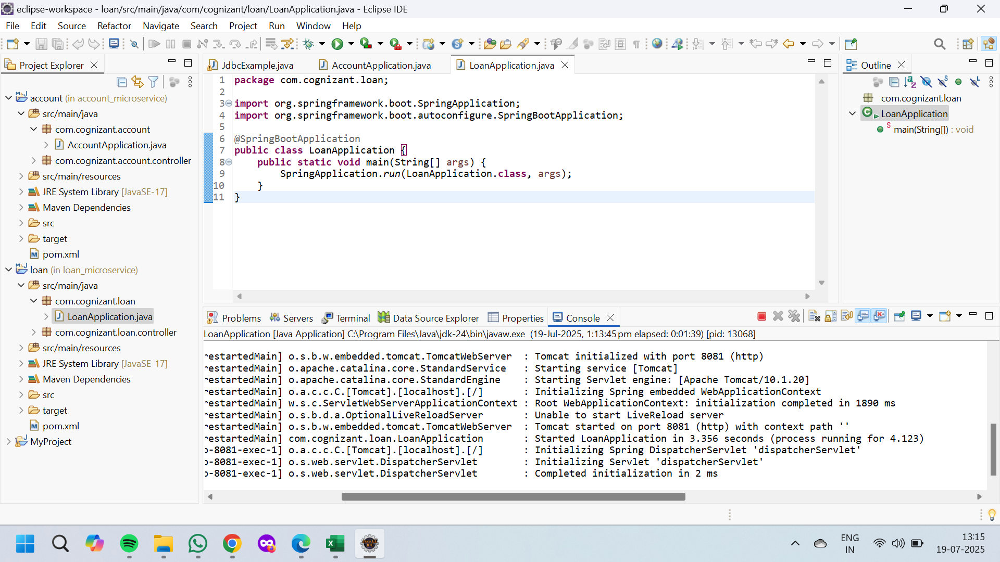 eclipse-workspace - loan/src/main/java/com/cognizant/loan/LoanApplication.java - Eclipse IDE
File Edit Source Refactor Navigate Search Project Run Window Help
Project Explorer
account (in account_microservice)
src/main/java
com.cognizant.account
AccountApplication.java
com.cognizant.account.controller
src/main/resources
JRE System Library [JavaSE-17]
Maven Dependencies
src
target
pom.xml
loan (in loan_microservice)
src/main/java
com.cognizant.loan
LoanApplication.java
com.cognizant.loan.controller
src/main/resources
JRE System Library [JavaSE-17]
Maven Dependencies
src
target
pom.xml
MyProject
JdbcExample.java AccountApplication.java LoanApplication.java
1 package com.cognizant.loan;
2
3 import org.springframework.boot.SpringApplication;
4 import org.springframework.boot.autoconfigure.SpringBootApplication;
5
6 @SpringBootApplication
7 public class LoanApplication {
8 public static void main(String[] args) {
9 SpringApplication.run(LoanApplication.class, args);
10 }
11 }
Outline
com.cognizant.loan
LoanApplication
main(String[]) : void
Problems Servers Terminal Data Source Explorer Properties Console
LoanApplication [Java Application] C:\Program Files\Java\jdk-24\bin\javaw.exe (19-Jul-2025, 1:13:45 pm elapsed: 0:01:39) [pid: 13068]
restartedMain] o.s.b.w.embedded.tomcat.TomcatWebServer : Tomcat initialized with port 8081 (http)
restartedMain] o.apache.catalina.core.StandardService : Starting service [Tomcat]
restartedMain] o.apache.catalina.core.StandardEngine : Starting Servlet engine: [Apache Tomcat/10.1.20]
restartedMain] o.a.c.c.C.[Tomcat].[localhost].[/] : Initializing Spring embedded WebApplicationContext
restartedMain] w.s.c.ServletWebServerApplicationContext : Root WebApplicationContext: initialization completed in 1890 ms
restartedMain] o.s.b.d.a.OptionalLiveReloadServer : Unable to start LiveReload server
restartedMain] o.s.b.w.embedded.tomcat.TomcatWebServer : Tomcat started on port 8081 (http) with context path ''
restartedMain] com.cognizant.loan.LoanApplication : Started LoanApplication in 3.356 seconds (process running for 4.123)
o-8081-exec-1] o.a.c.c.C.[Tomcat].[localhost].[/] : Initializing Spring DispatcherServlet 'dispatcherServlet'
o-8081-exec-1] o.s.web.servlet.DispatcherServlet : Initializing Servlet 'dispatcherServlet'
o-8081-exec-1] o.s.web.servlet.DispatcherServlet : Completed initialization in 2 ms
ENG
IN
13:15
19-07-2025